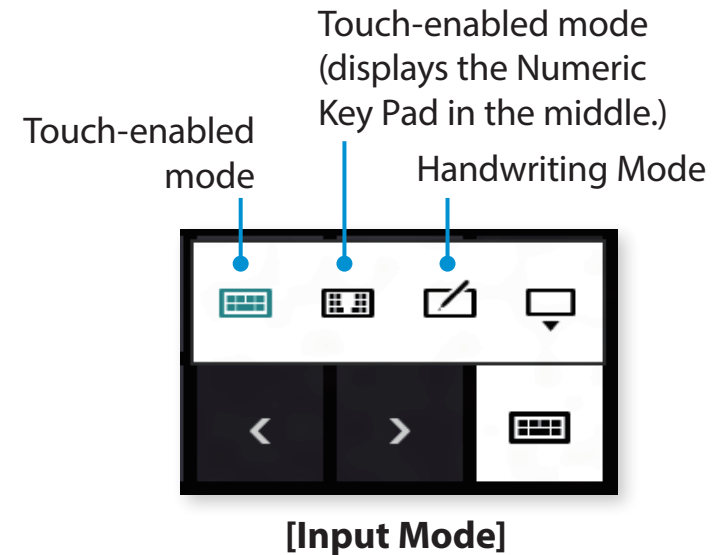 Touch-enabled mode
(displays the Numeric
Key Pad in the middle.)
Touch-enabled
mode
Handwriting Mode
[Input Mode]